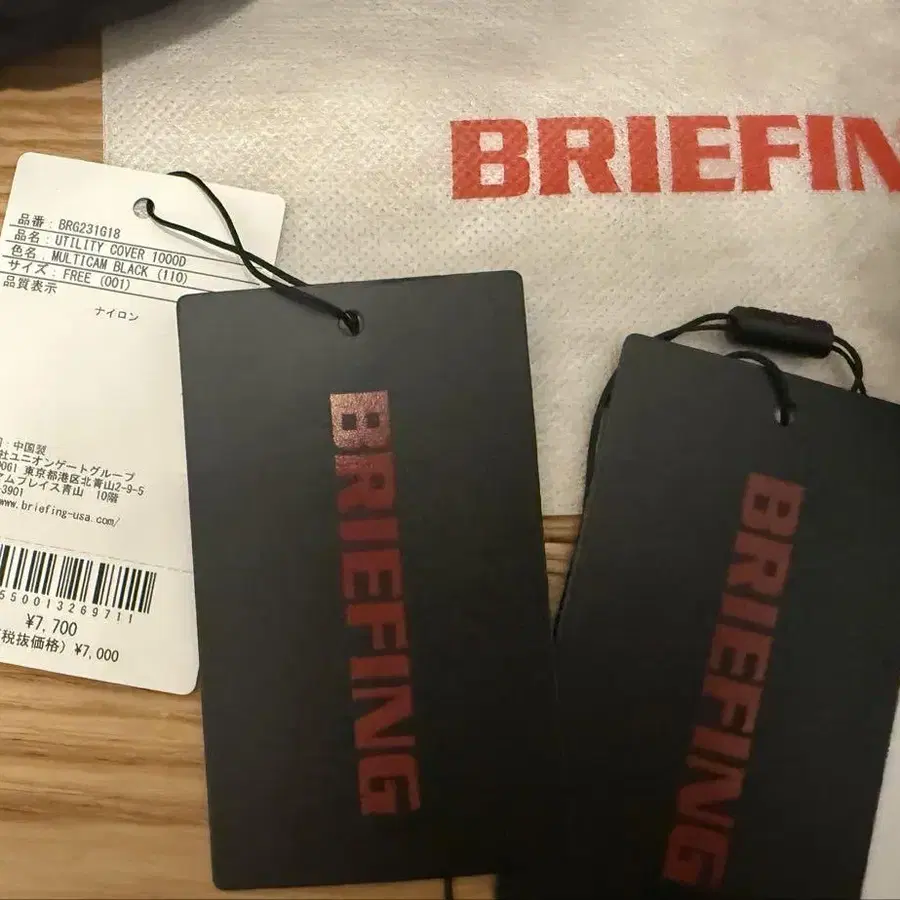 BRIEFIN
品番 : BRG231G18
品名 : UTILITY COVER 1000D
色名 : MULTICAM BLACK (110)
サイズ : FREE (001)
品質表示
ナイロン
: 中国製
社ユニオンゲートグループ
0061 東京都港区北青山2-9-5
アムプレイス青山 10階
-3901
www.briefing-usa.com/
550013269711
¥7,700
(税抜価格) ¥7,000
BRIEFING
BRIEFING